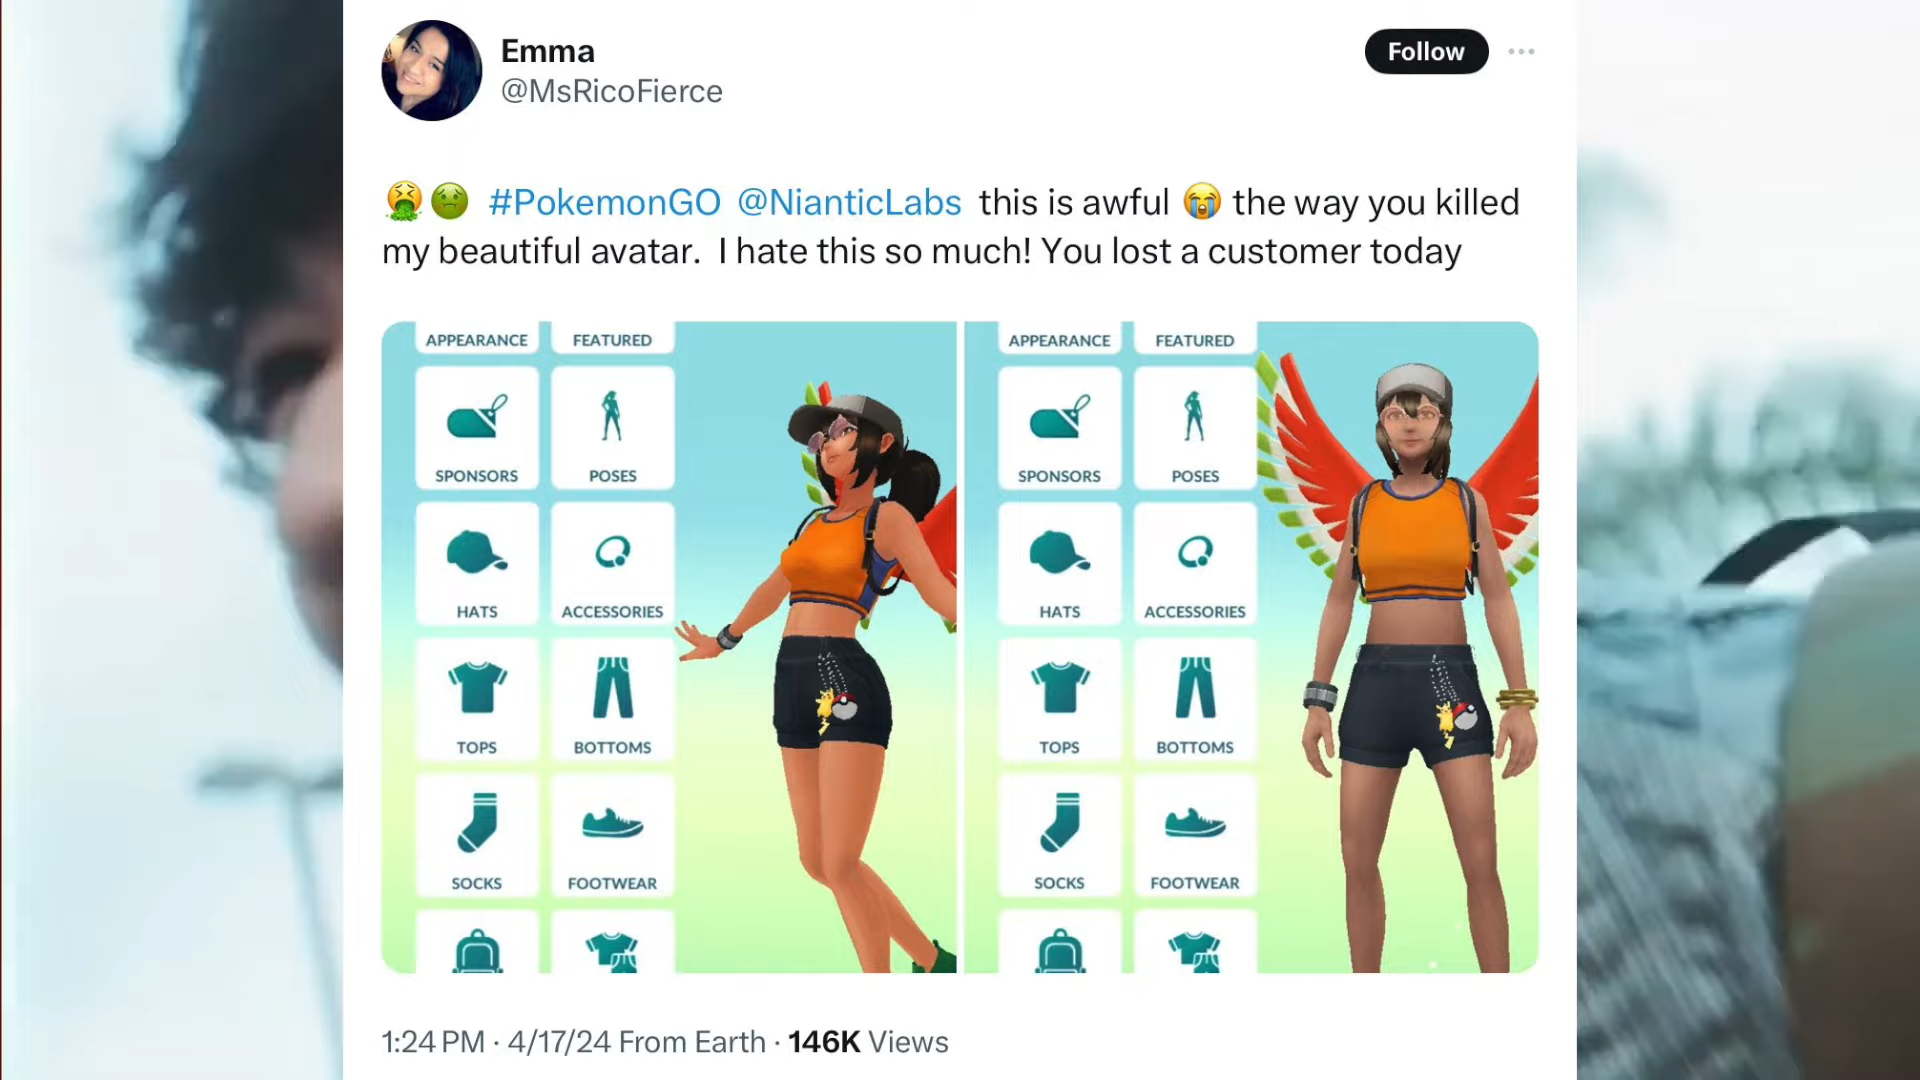 Emma
@MsRicoFierce
Follow
🤮🤢 #PokemonGO @NianticLabs this is awful 😭 the way you killed
my beautiful avatar. I hate this so much! You lost a customer today
APPEARANCE FEATURED
SPONSORS POSES
HATS ACCESSORIES
TOPS BOTTOMS
SOCKS FOOTWEAR
APPEARANCE FEATURED
SPONSORS POSES
HATS ACCESSORIES
TOPS BOTTOMS
SOCKS FOOTWEAR
1:24 PM · 4/17/24 From Earth · 146K Views